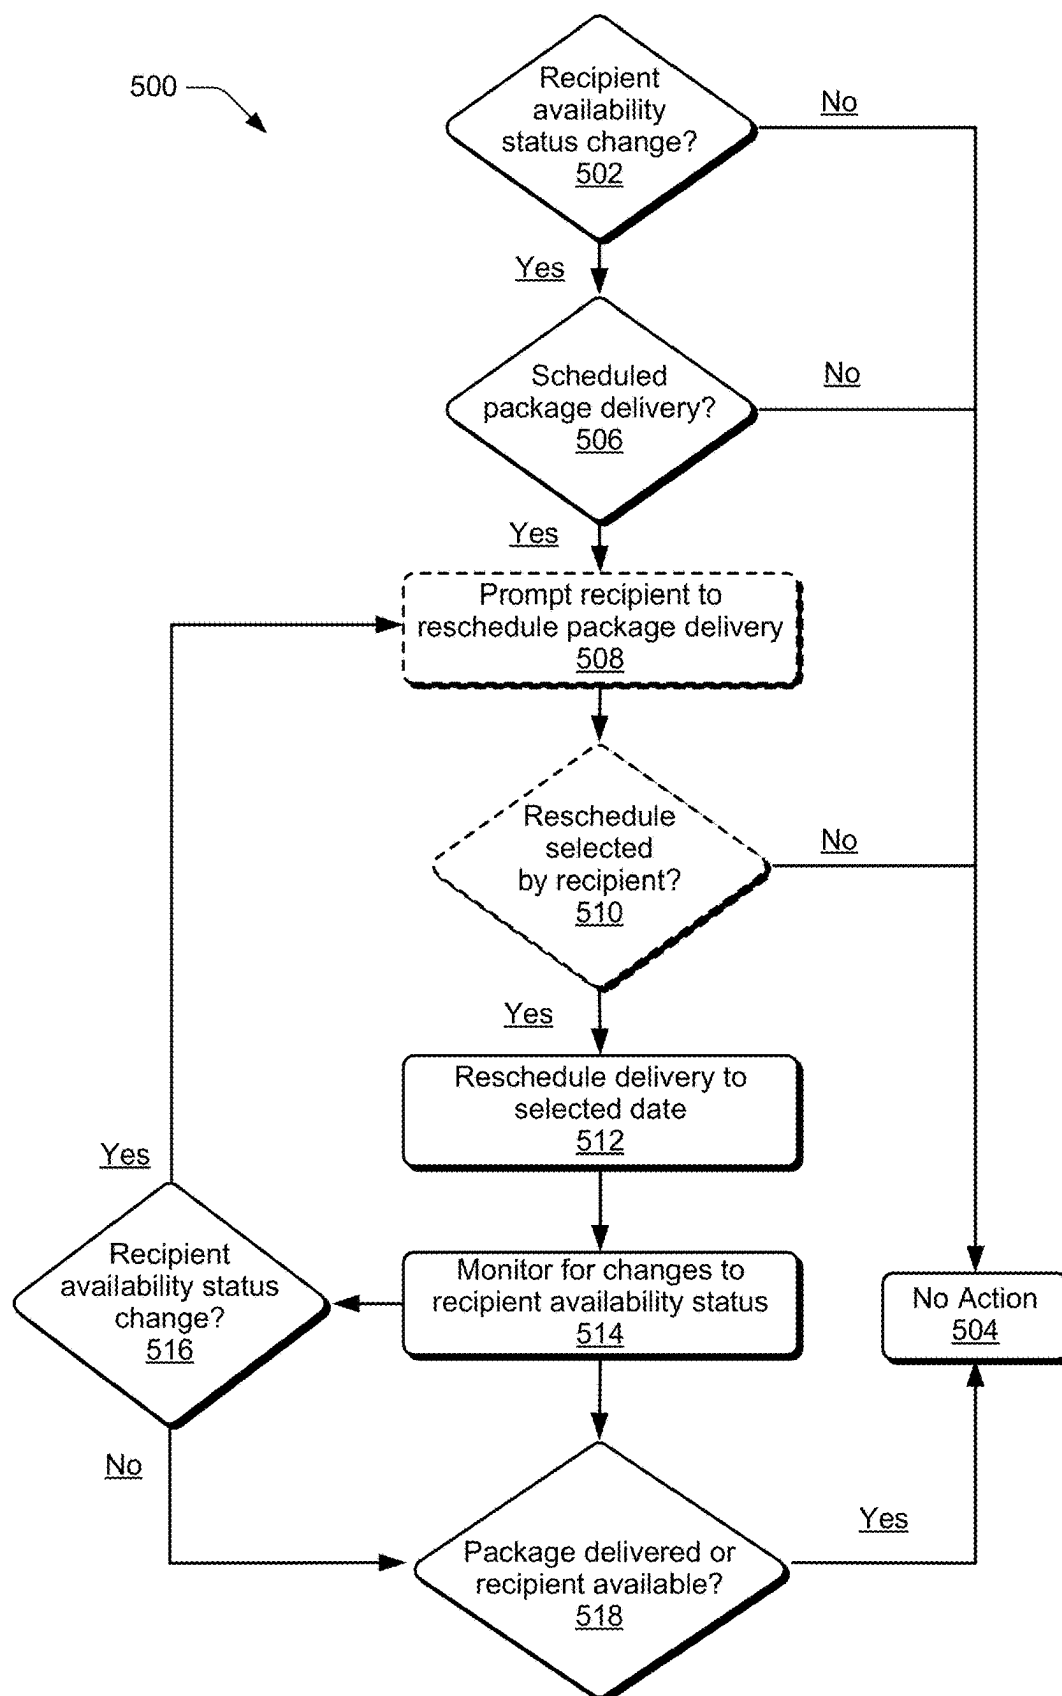 500
Recipient
availability
status change?
502
No
Yes
Scheduled
package delivery?
506
No
Yes
Prompt recipient to
reschedule package delivery
508
Reschedule
selected
by recipient?
510
No
Yes
Reschedule delivery to
selected date
512
Yes
Recipient
availability status
change?
516
Monitor for changes to
recipient availability status
514
No Action
504
No
Package delivered or
recipient available?
518
Yes